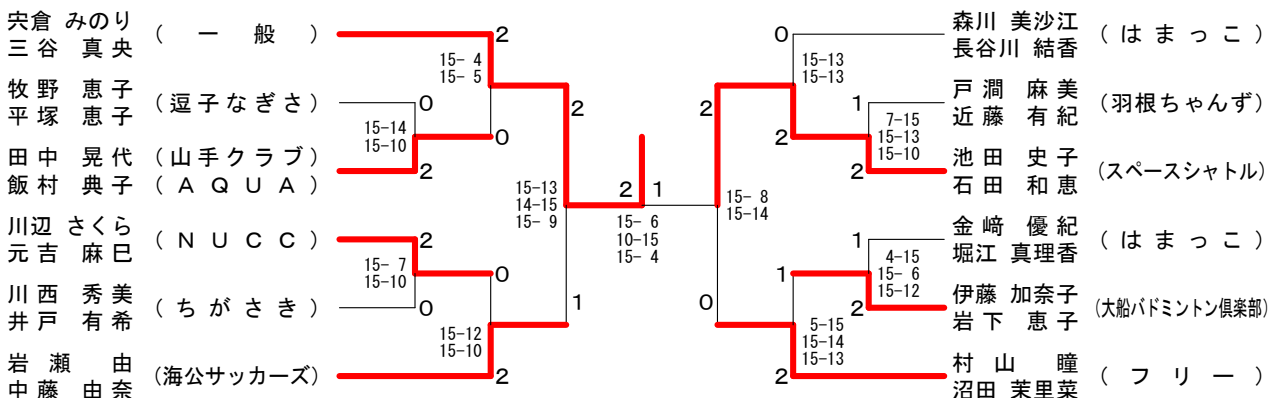 宍倉 みのり
三谷 真央
(一般)
牧野 恵子
平塚 恵子
(逗子なぎさ)
田中 晃代
飯村 典子
(山手クラブ)
(AQUA)
川辺 さくら
元吉 麻巳
(NUCC)
川西 秀美
井戸 有希
(ちがさき)
岩瀬 由
中藤 由奈
(海公サッカーズ)
2
15- 4
15- 5
0
15-14
15-10
2
0
2
15-13
14-15
15- 9
2
15- 7
15-10
0
0
1
15-12
15-10
2
2
1
15- 6
10-15
15- 4
0
15-13
15-13
2
1
7-15
15-13
15-10
2
2
15- 8
15-14
1
4-15
15- 6
15-12
2
1
0
5-15
15-14
15-13
2
森川 美沙江
長谷川 結香
(はまっこ)
戸澗 麻美
近藤 有紀
(羽根ちゃんず)
池田 史子
石田 和恵
(スペースシャトル)
金﨑 優紀
堀江 真理香
(はまっこ)
伊藤 加奈子
岩下 恵子
(大船バドミントン倶楽部)
村山 瞳
沼田 茉里菜
(フリー)